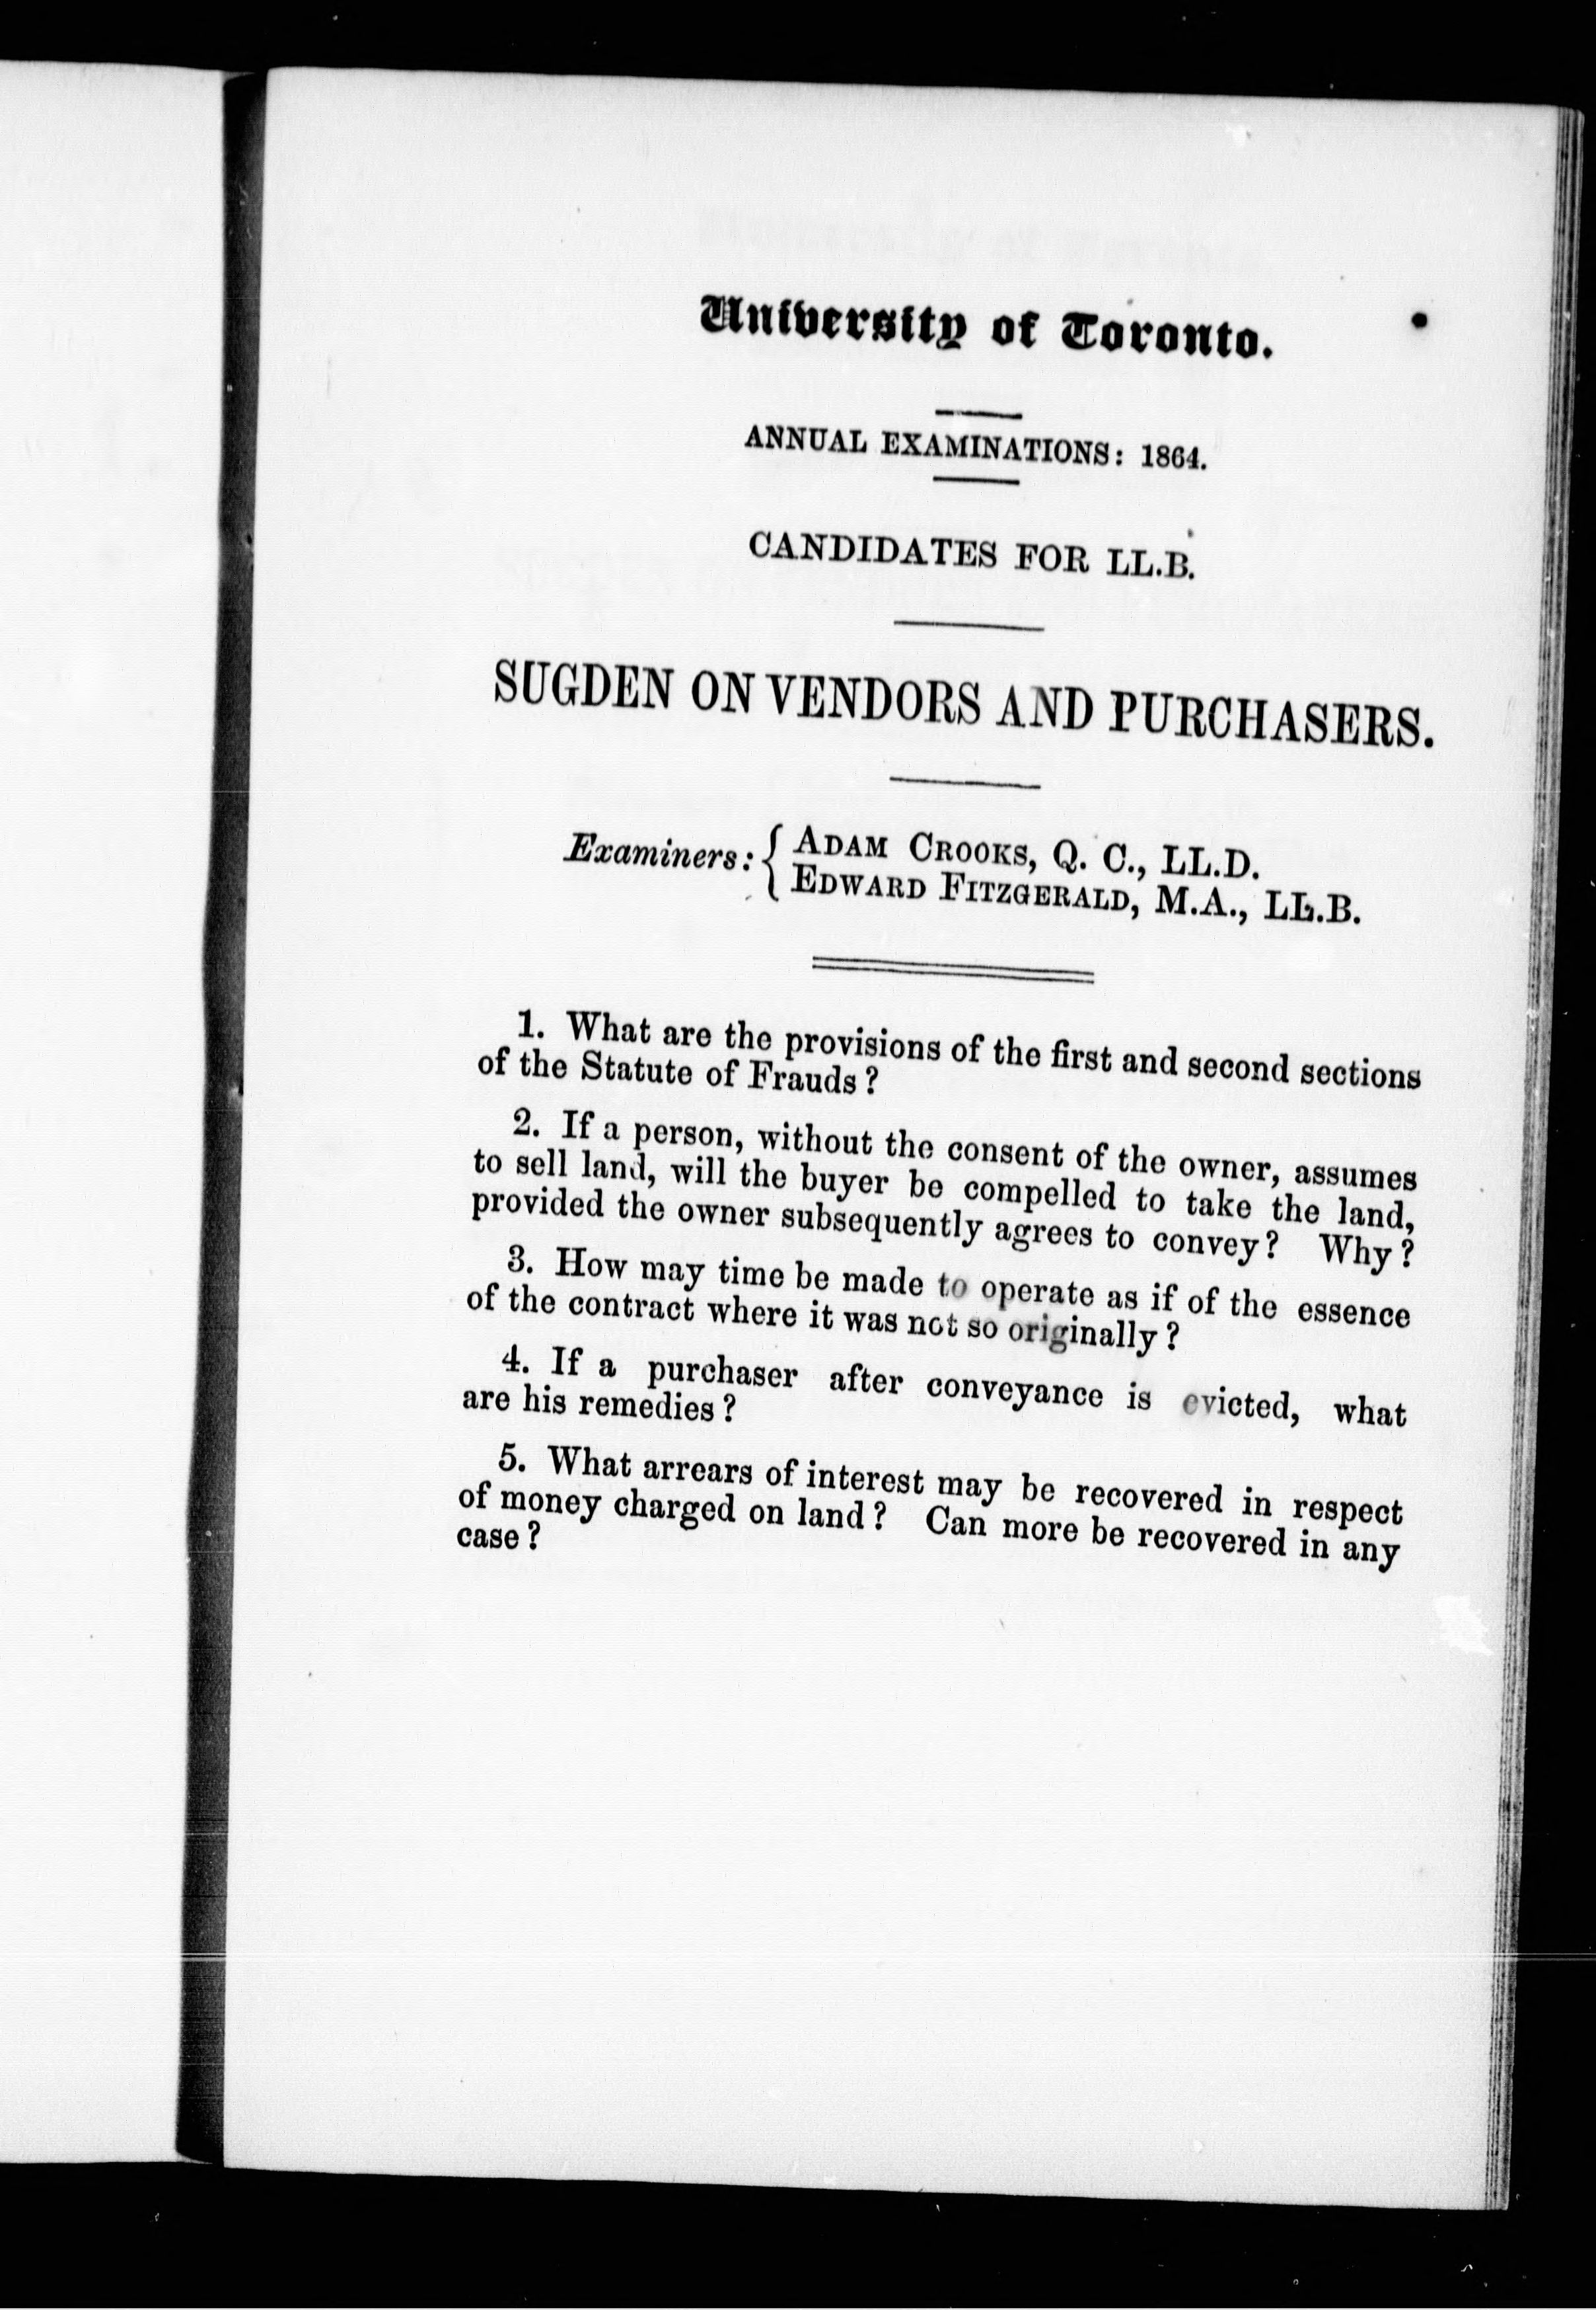 University of Toronto.
ANNUAL EXAMINATIONS: 1864.
CANDIDATES FOR LL.B.
SUGDEN ON VENDORS AND PURCHASERS.
Examiners: { ADAM CROOKS, Q. C., LL.D.
EDWARD FITZGERALD, M.A., LL.B.
1. What are the provisions of the first and second sections
of the Statute of Frauds?
2. If a person, without the consent of the owner, assumes
to sell land, will the buyer be compelled to take the land,
provided the owner subsequently agrees to convey? Why?
3. How may time be made to operate as if of the essence
of the contract where it was not so originally?
4. If a purchaser after conveyance is evicted, what
are his remedies?
5. What arrears of interest may be recovered in respect
of money charged on land? Can more be recovered in any
case?